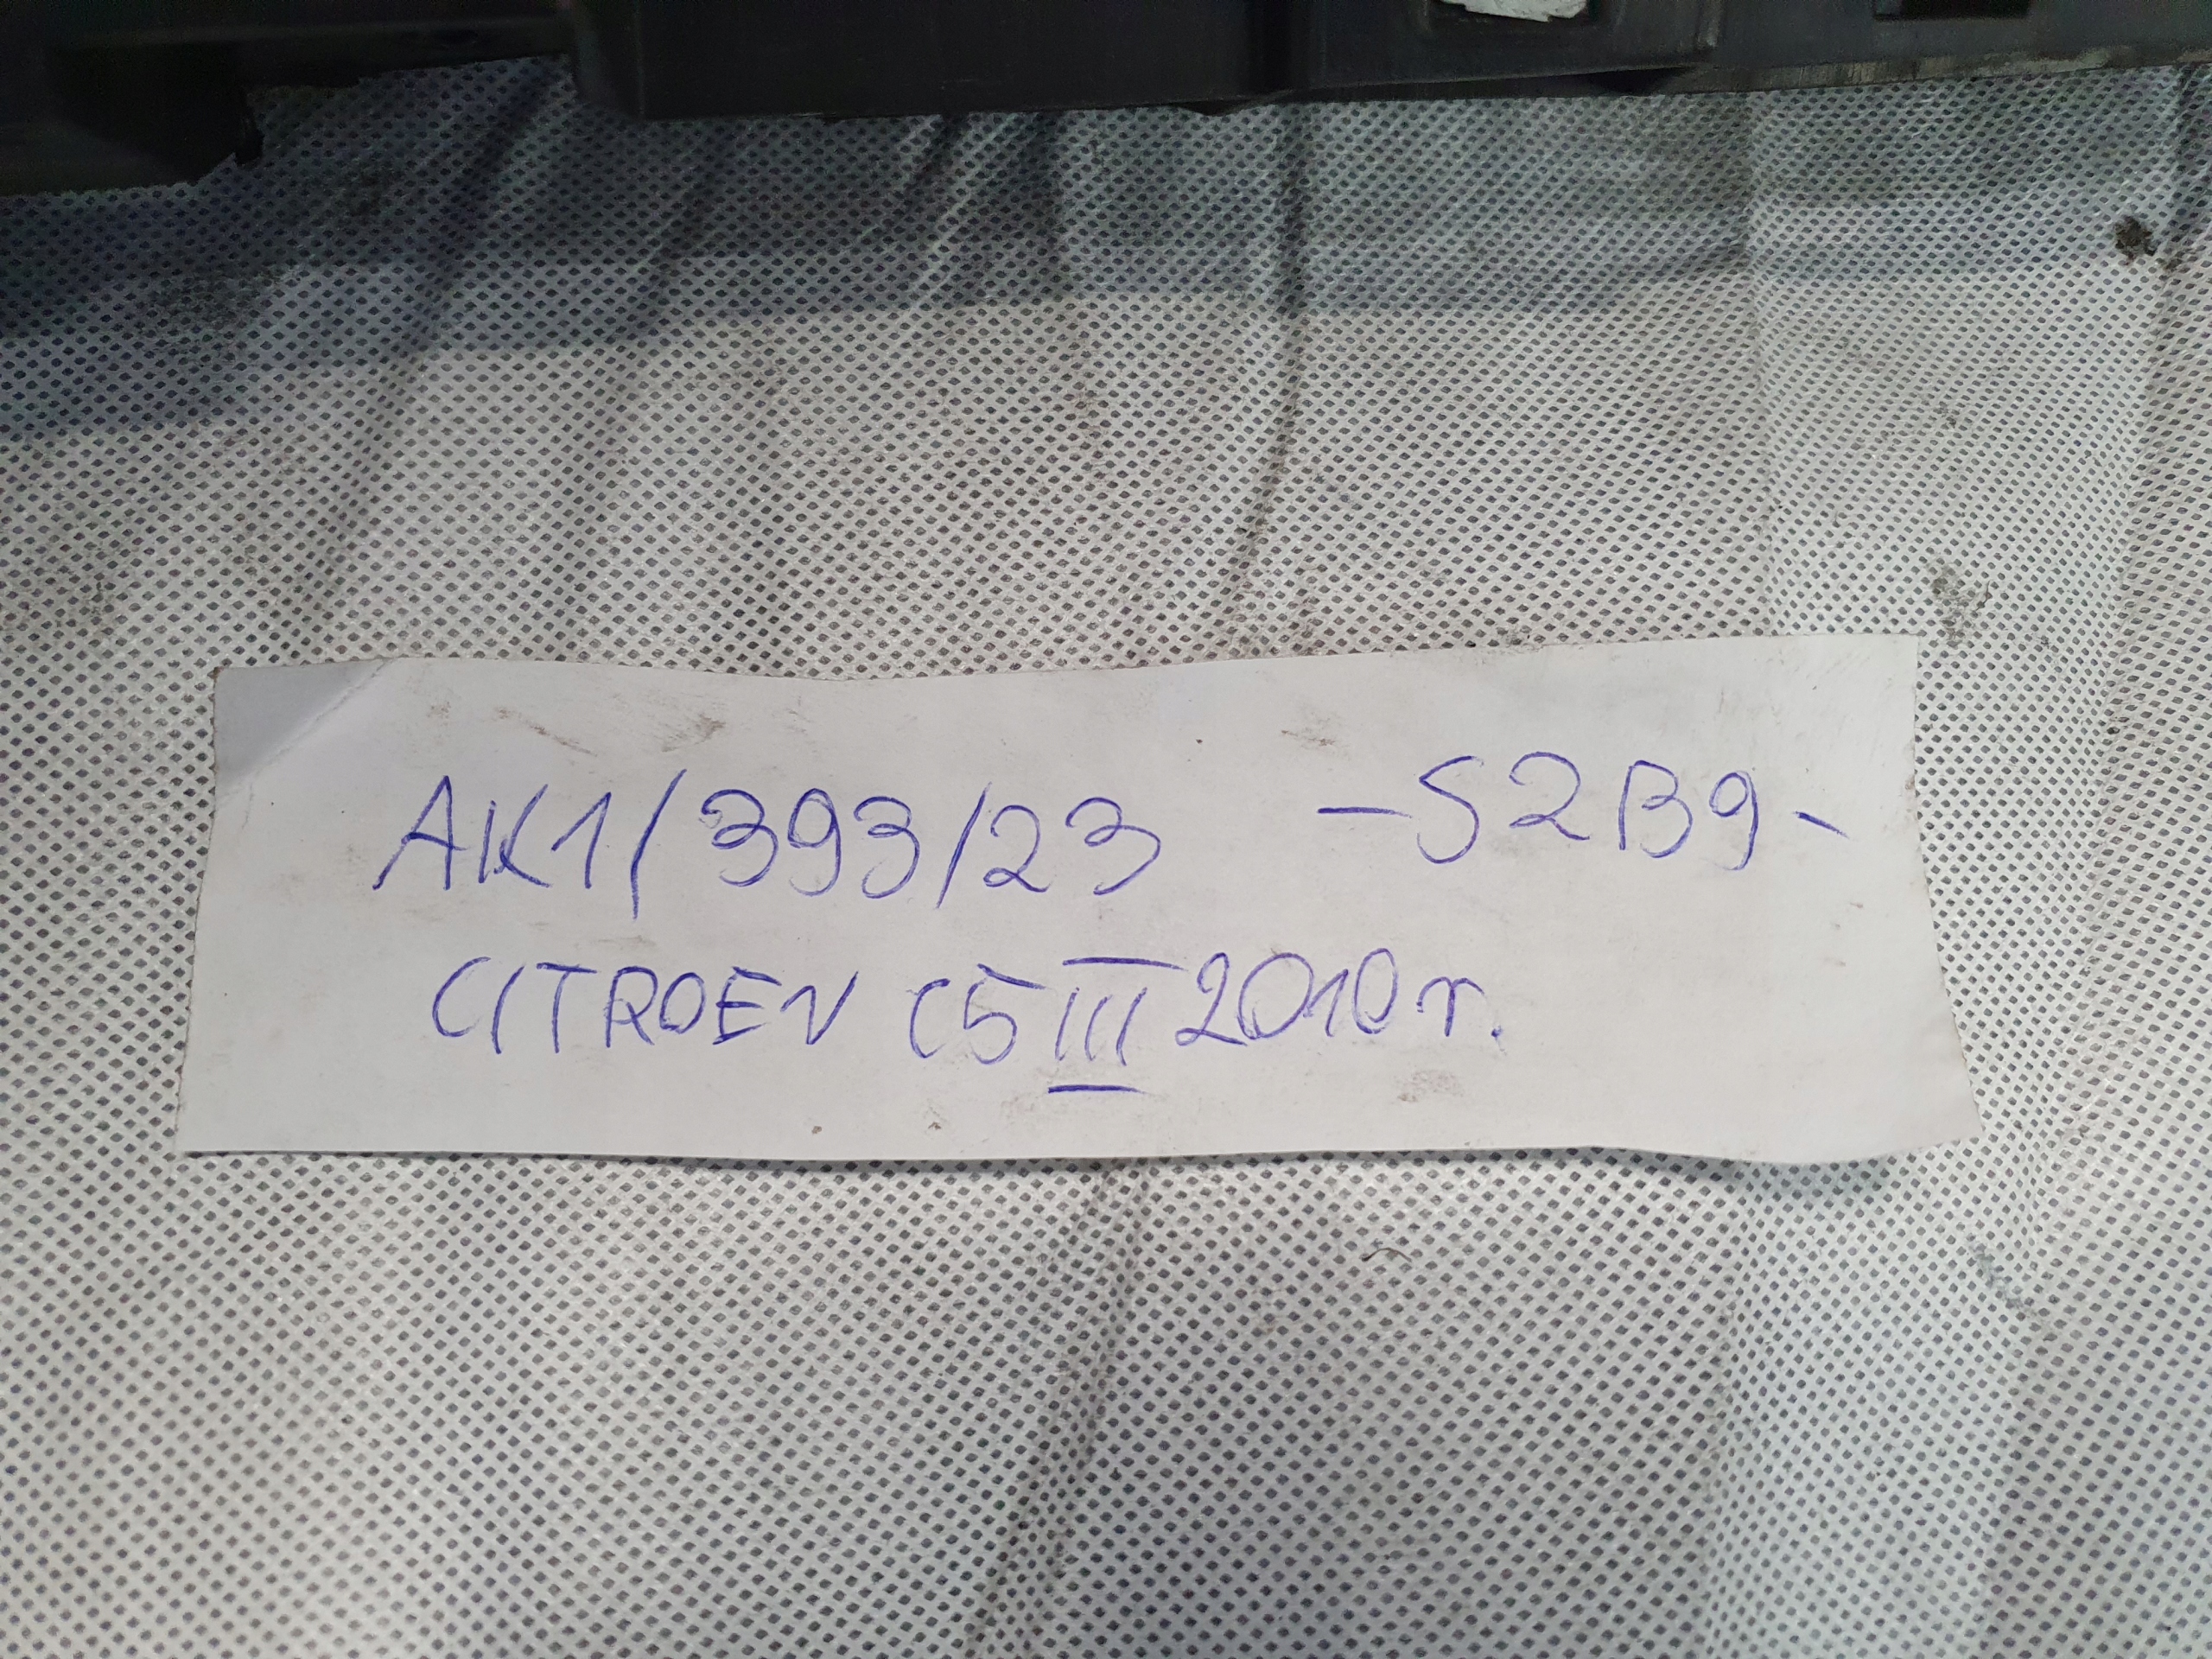 AK1/393/23 -S2B9-
CITROEN C5 III 2010r.